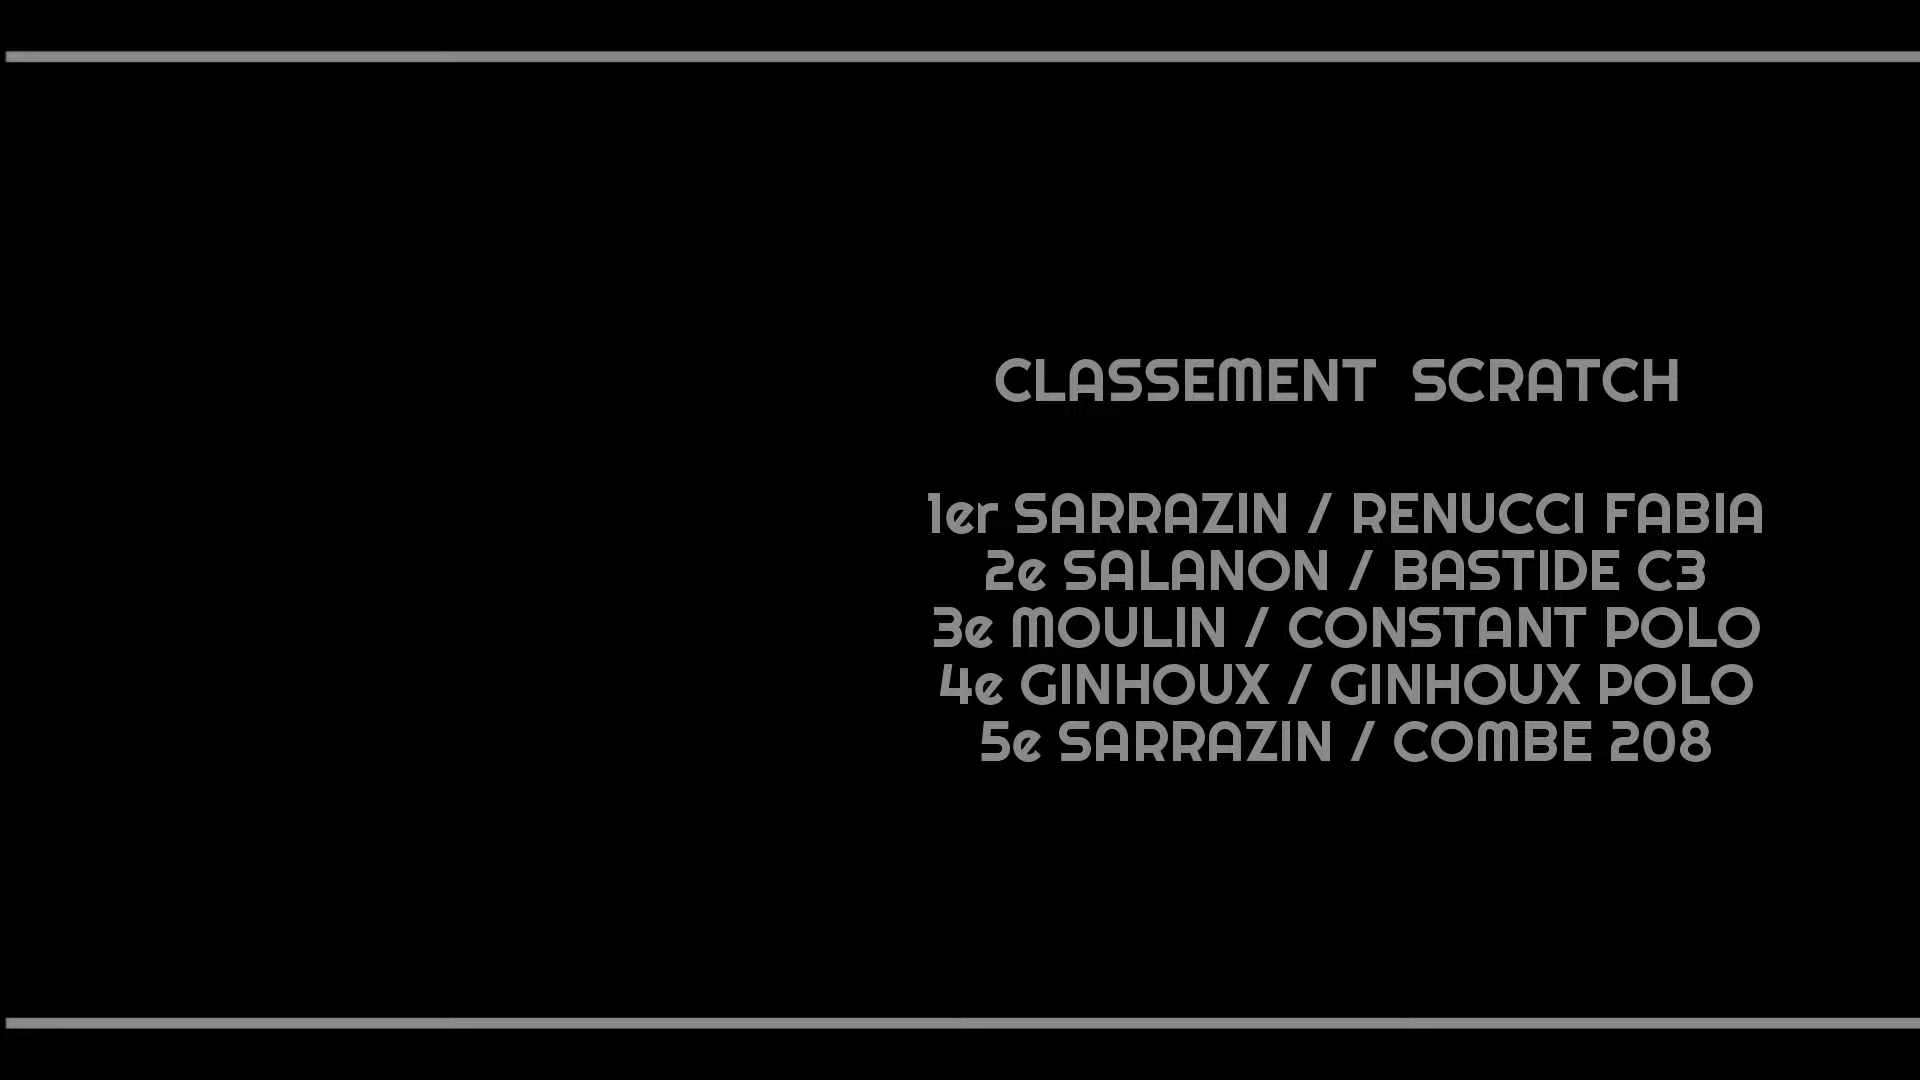 CLASSEMENT SCRATCH
1er SARRAZIN / RENUCCI FABIA
2e SALANON / BASTIDE C3
3e MOULIN / CONSTANT POLO
4e GINHOUX / GINHOUX POLO
5e SARRAZIN / COMBE 208